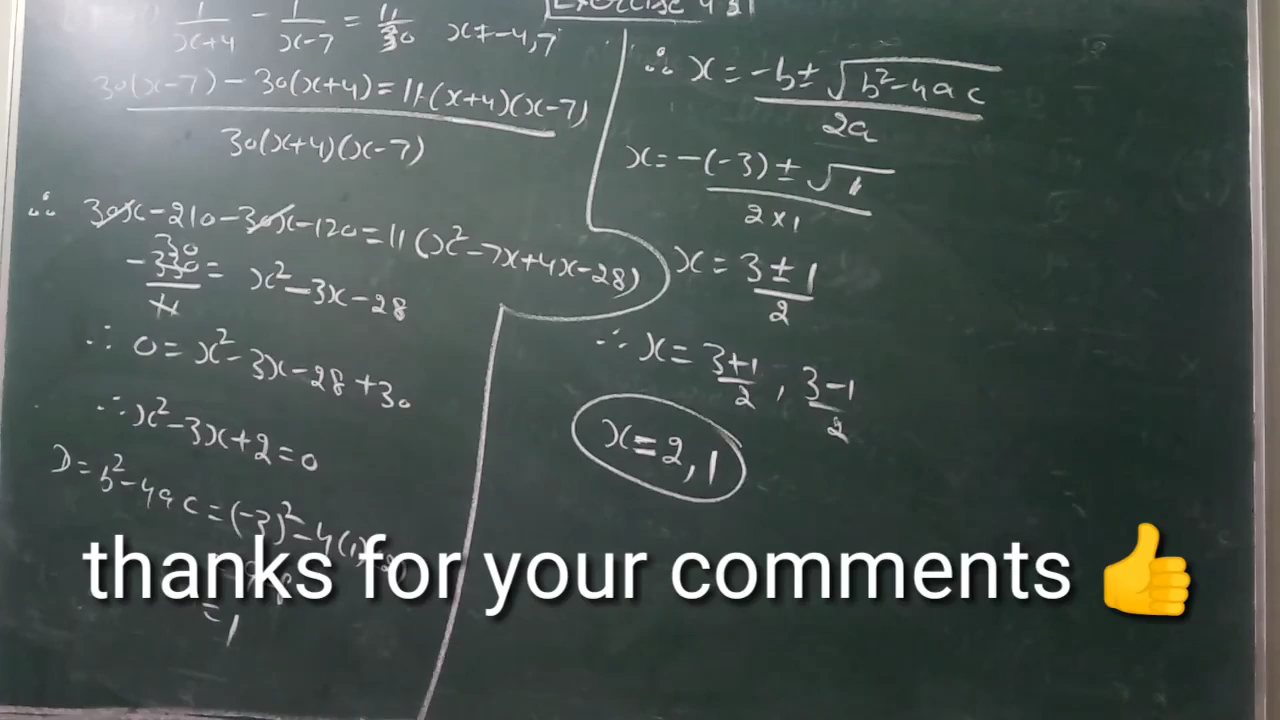 Exercise 4.3
1/(x+4) - 1/(x-7) = 11/30 x≠-4,7
30(x-7) - 30(x+4) = 11(x+4)(x-7)
30(x+4)(x-7)
∴ 30x-210-30x-120=11(x²-7x+4x-28)
30
-330/11 = x²-3x-28
∴ 0=x²-3x-28+30
∴ x²-3x+2=0
D=b²-4ac=(-3)²-4(1)
=1
∴ x = (-b±√(b²-4ac))/2a
x = (-(-3)±√1)/(2×1)
x = (3±1)/2
∴ x = (3+1)/2, (3-1)/2
x=2,1
thanks for your comments 👍